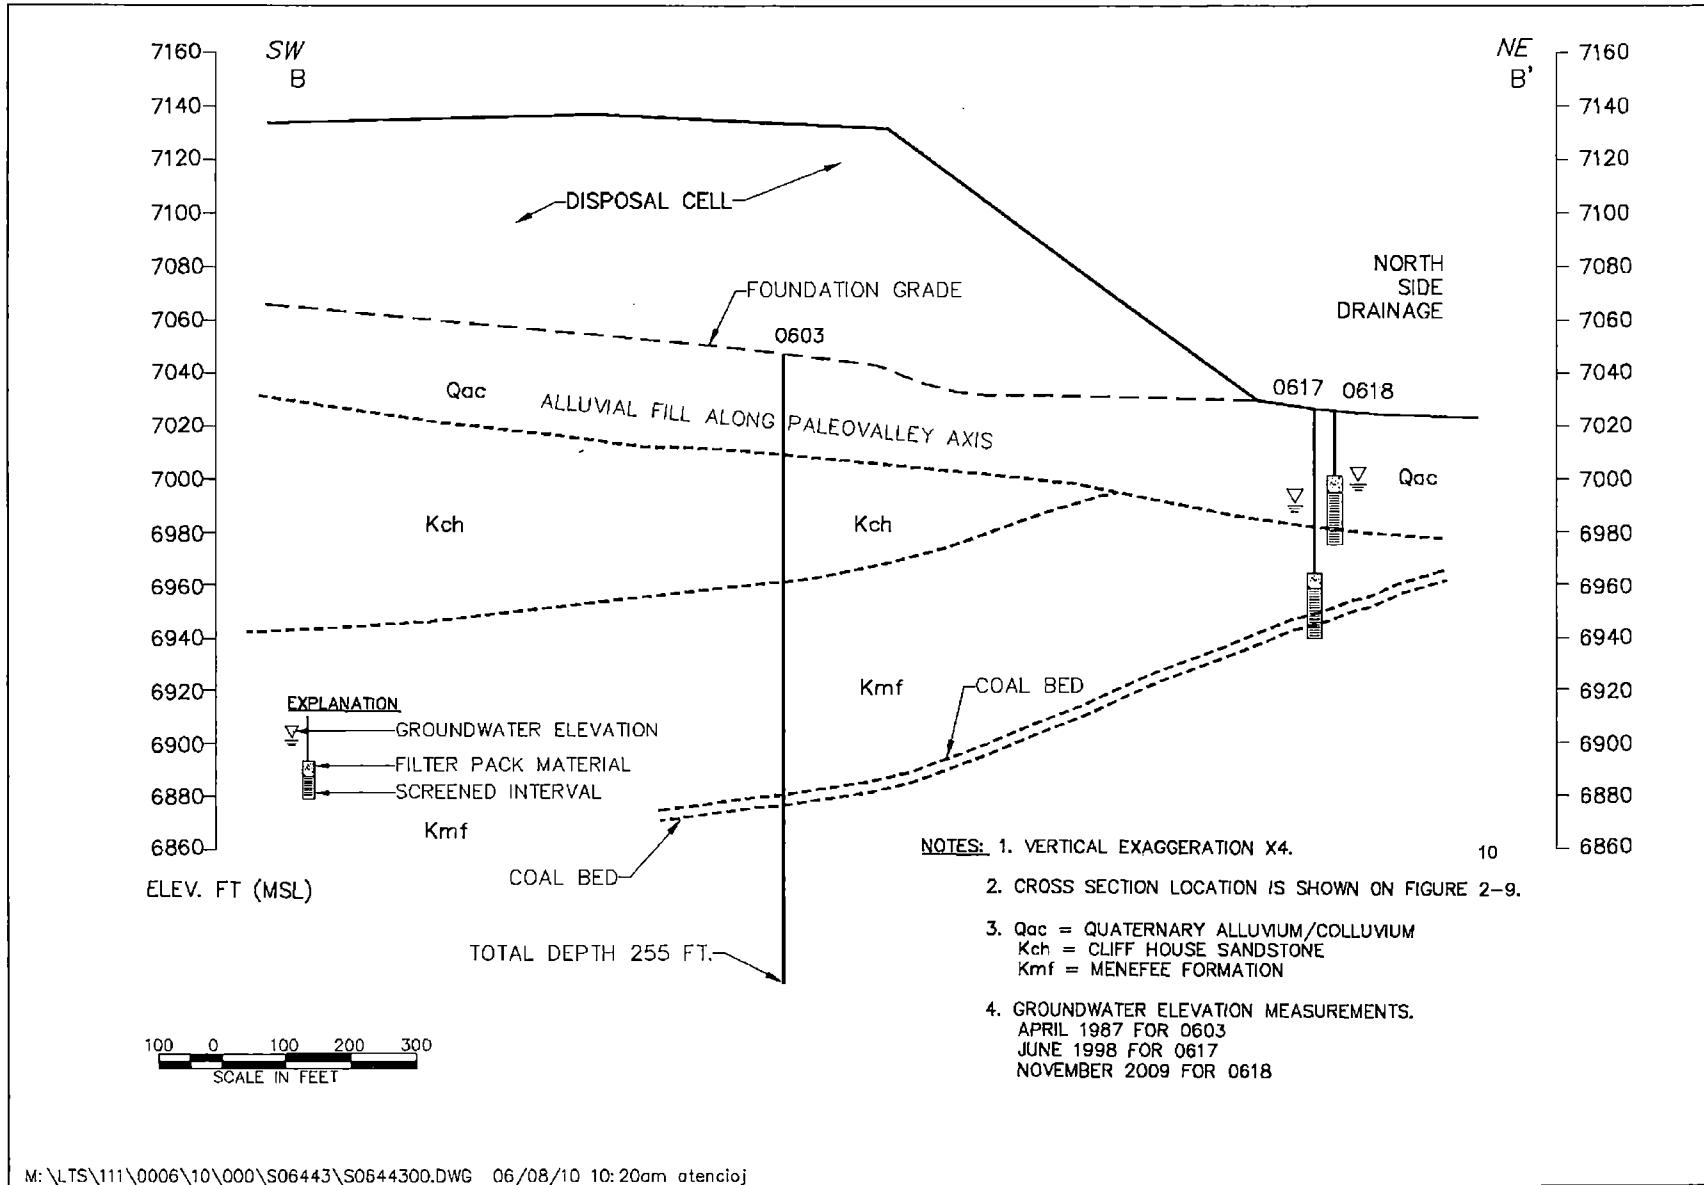 SW
B
NE
B'
7160
7140
7120
7100
7080
7060
7040
7020
7000
6980
6960
6940
6920
6900
6880
6860
ELEV. FT (MSL)
7160
7140
7120
7100
7080
7060
7040
7020
7000
6980
6960
6940
6920
6900
6880
6860
DISPOSAL CELL
NORTH
SIDE
DRAINAGE
FOUNDATION GRADE
0603
0617
0618
Qac
ALLUVIAL FILL ALONG PALEOVALLEY AXIS
Qac
Kch
Kch
Kmf
COAL BED
EXPLANATION
GROUNDWATER ELEVATION
FILTER PACK MATERIAL
SCREENED INTERVAL
Kmf
COAL BED
TOTAL DEPTH 255 FT.
NOTES: 1. VERTICAL EXAGGERATION X4.
10
2. CROSS SECTION LOCATION IS SHOWN ON FIGURE 2-9.
3. Qac = QUATERNARY ALLUVIUM/COLLUVIUM
Kch = CLIFF HOUSE SANDSTONE
Kmf = MENEFEE FORMATION
4. GROUNDWATER ELEVATION MEASUREMENTS.
APRIL 1987 FOR 0603
JUNE 1998 FOR 0617
NOVEMBER 2009 FOR 0618
100 0 100 200 300
SCALE IN FEET
M:\LTS\111\0006\10\000\S06443\S0644300.DWG 06/08/10 10:20am atencioj